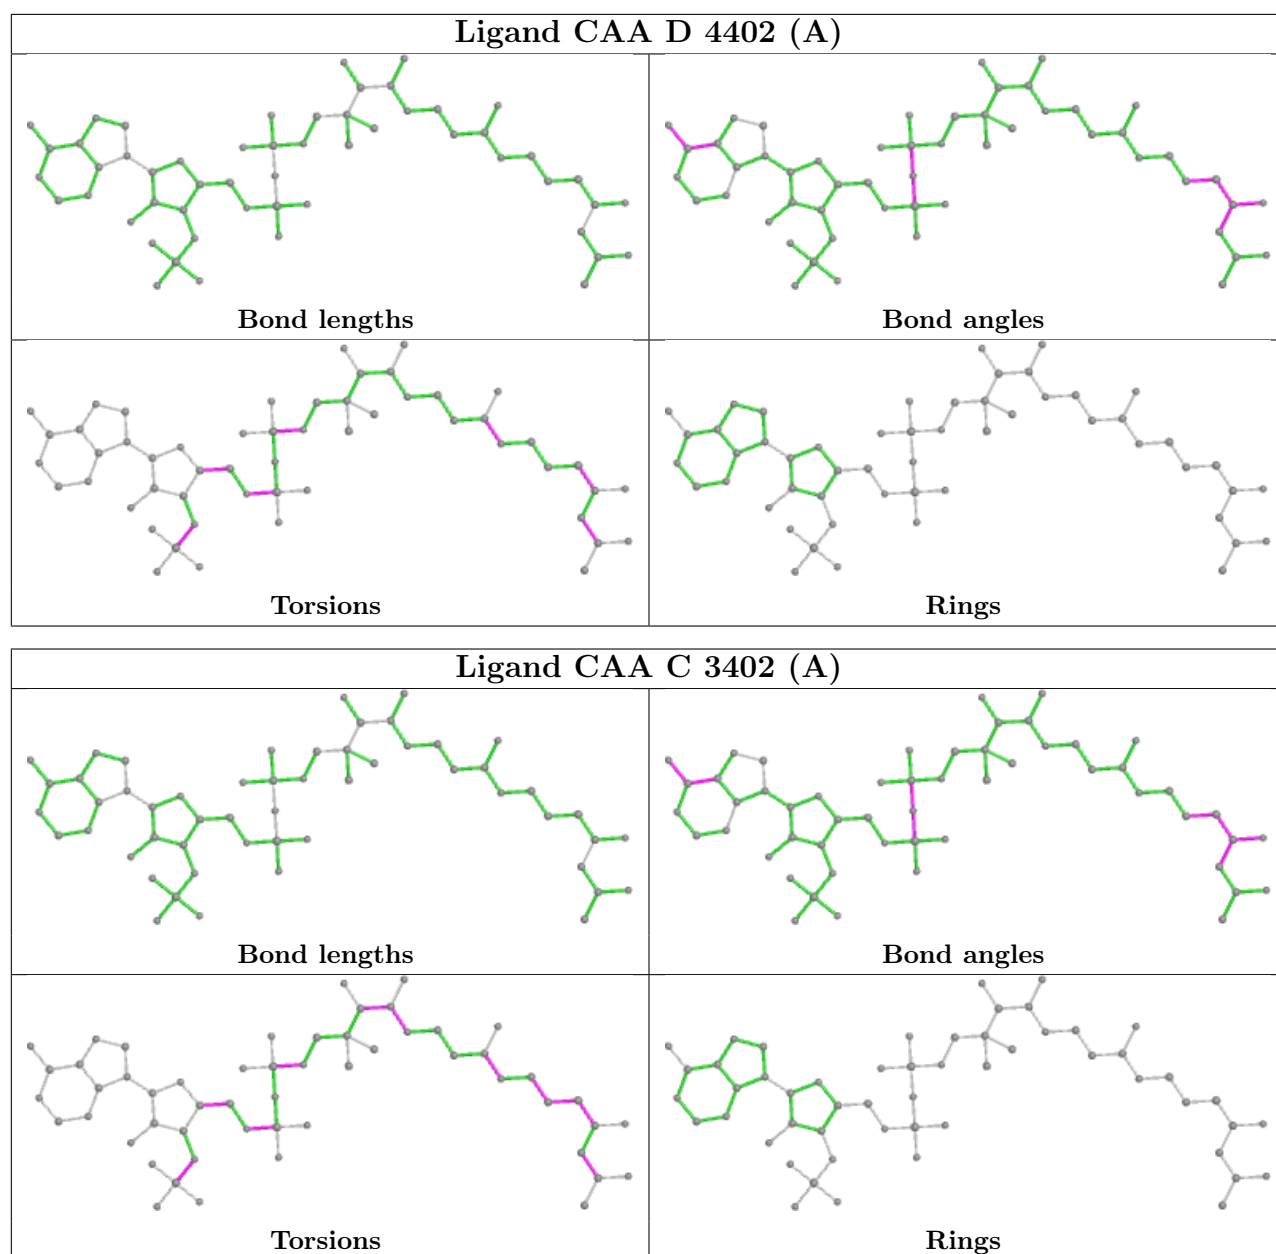 Ligand CAA D 4402 (A)
Bond lengths
Bond angles
Torsions
Rings
Ligand CAA C 3402 (A)
Bond lengths
Bond angles
Torsions
Rings